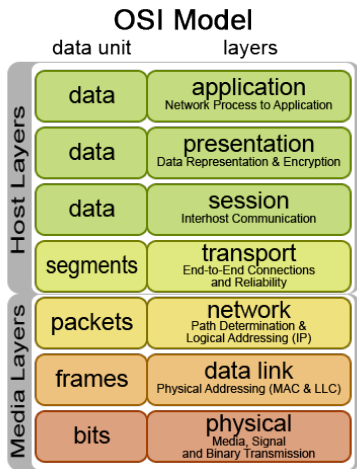 OSI Model
data unit
layers
Host Layers
data
application
Network Process to Application
data
presentation
Data Representation & Encryption
data
session
Interhost Communication
segments
transport
End-to-End Connections
and Reliability
Media Layers
packets
network
Path Determination &
Logical Addressing (IP)
frames
data link
Physical Addressing (MAC & LLC)
bits
physical
Media, Signal
and Binary Transmission